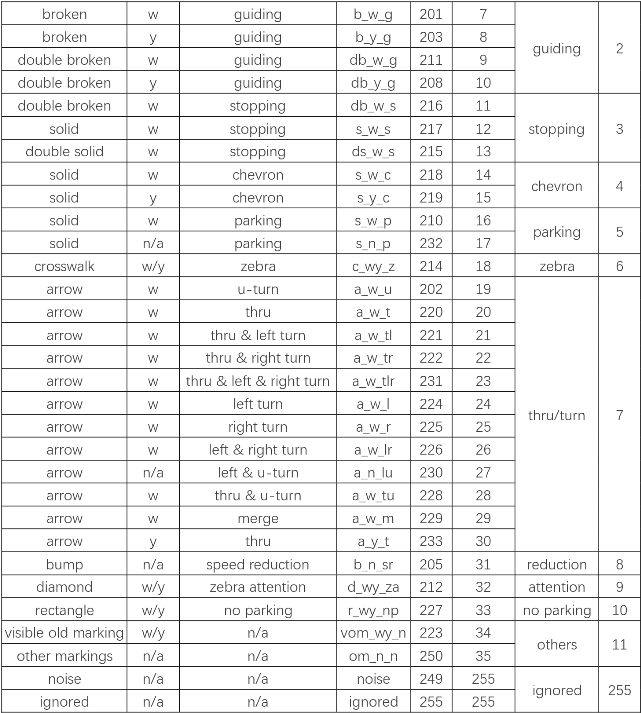 broken w guiding b_w_g 201 7
broken y guiding b_y_g 203 8
double broken w guiding db_w_g 211 9
guiding 2
double broken y guiding db_y_g 208 10
double broken w stopping db_w_s 216 11
solid w stopping s_w_s 217 12 stopping 3
double solid w stopping ds_w_s 215 13
solid w chevron s_w_c 218 14
chevron 4
solid y chevron s_y_c 219 15
solid w parking s_w_p 210 16
parking 5
solid n/a parking s_n_p 232 17
crosswalk w/y zebra c_wy_z 214 18 zebra 6
arrow w u-turn a_w_u 202 19
arrow w thru a_w_t 220 20
arrow w thru & left turn a_w_tl 221 21
arrow w thru & right turn a_w_tr 222 22
arrow w thru & left & right turn a_w_tlr 231 23
arrow w left turn a_w_l 224 24
thru/turn 7
arrow w right turn a_w_r 225 25
arrow w left & right turn a_w_lr 226 26
arrow n/a left & u-turn a_n_lu 230 27
arrow w thru & u-turn a_w_tu 228 28
arrow w merge a_w_m 229 29
arrow y thru a_y_t 233 30
bump n/a speed reduction b_n_sr 205 31 reduction 8
diamond w/y zebra attention d_wy_za 212 32 attention 9
rectangle w/y no parking r_wy_np 227 33 no parking 10
visible old marking w/y n/a vom_wy_n 223 34
others 11
other markings n/a n/a om_n_n 250 35
noise n/a n/a noise 249 255
ignored 255
ignored n/a n/a ignored 255 255